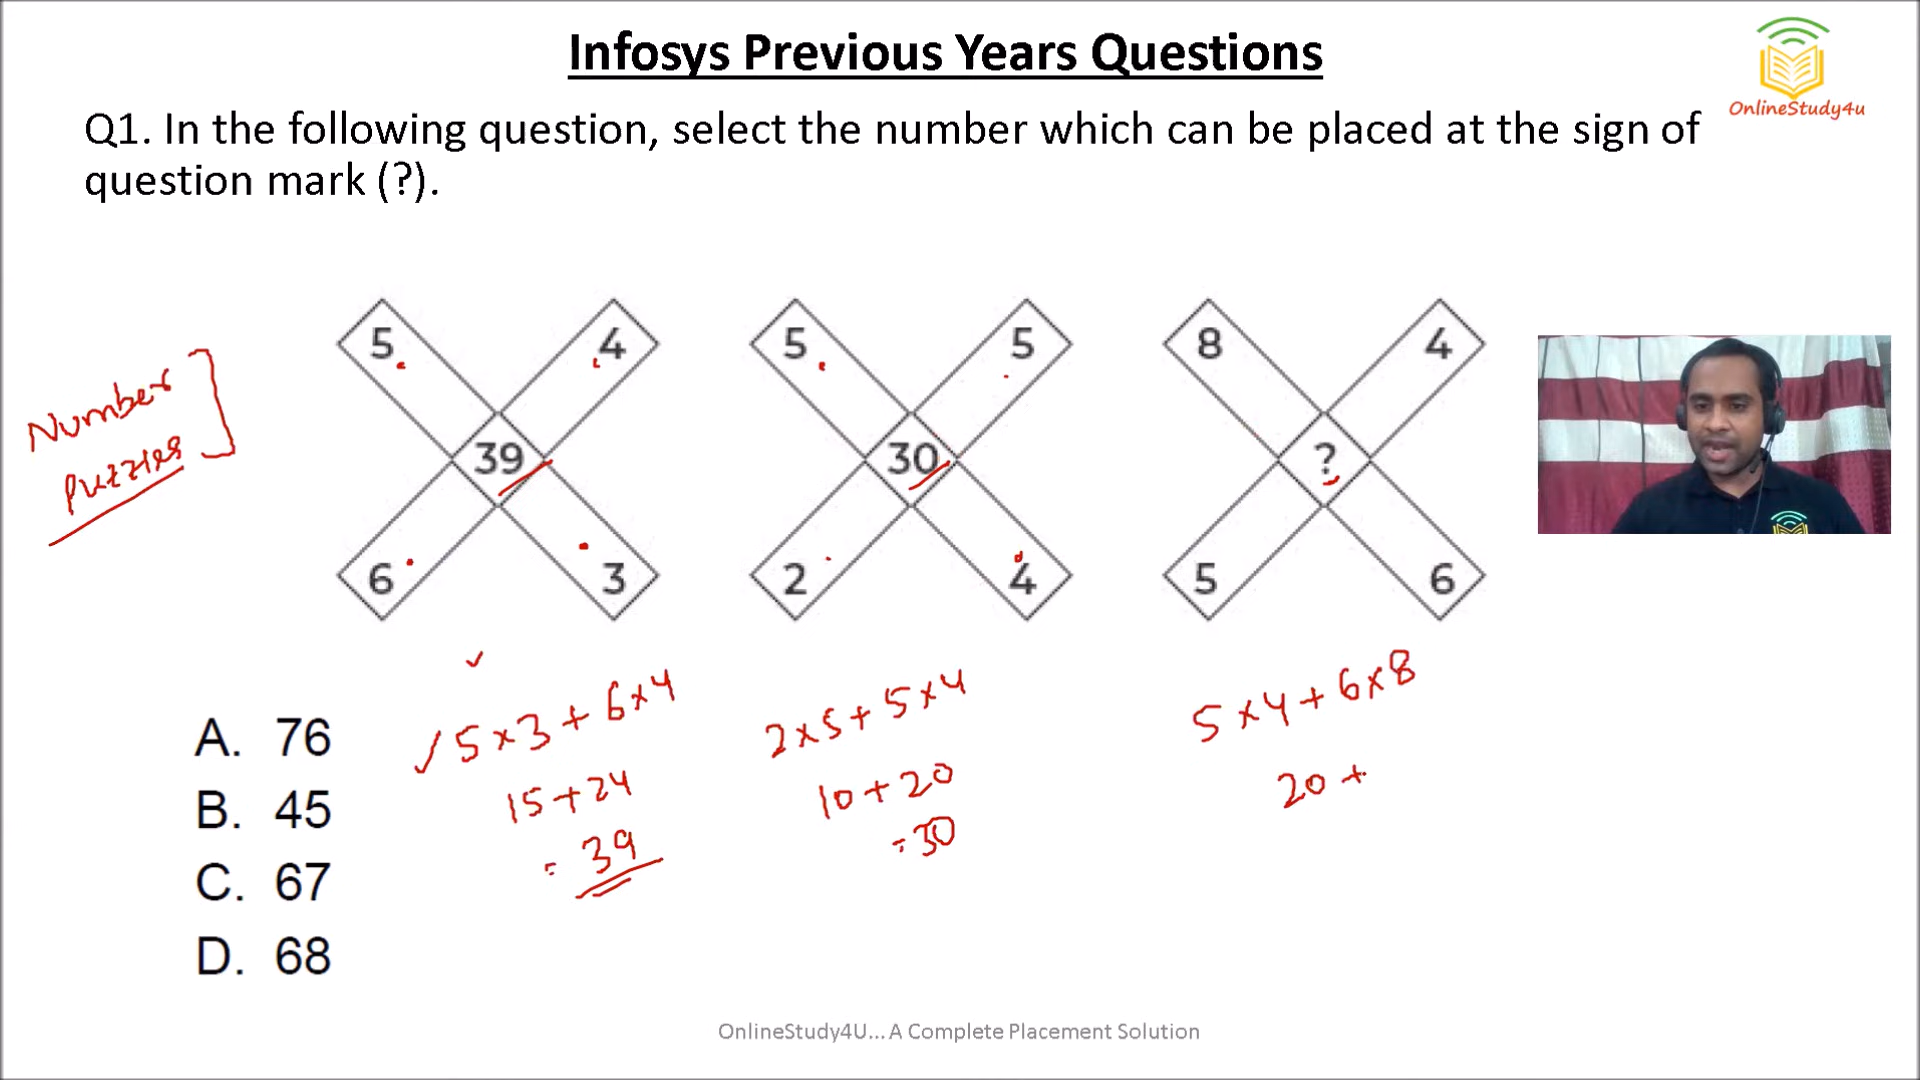 Infosys Previous Years Questions
OnlineStudy4u
Q1. In the following question, select the number which can be placed at the sign of
question mark (?).
5 4 5 5 8 4
Number
puzzles
39 30 ?
6 3 2 4 5 6
5×3+6×4 2×5+5×4 5×4+6×8
A. 76
15+24 10+20 20+
B. 45
=39 =30
C. 67
D. 68
OnlineStudy4U... A Complete Placement Solution